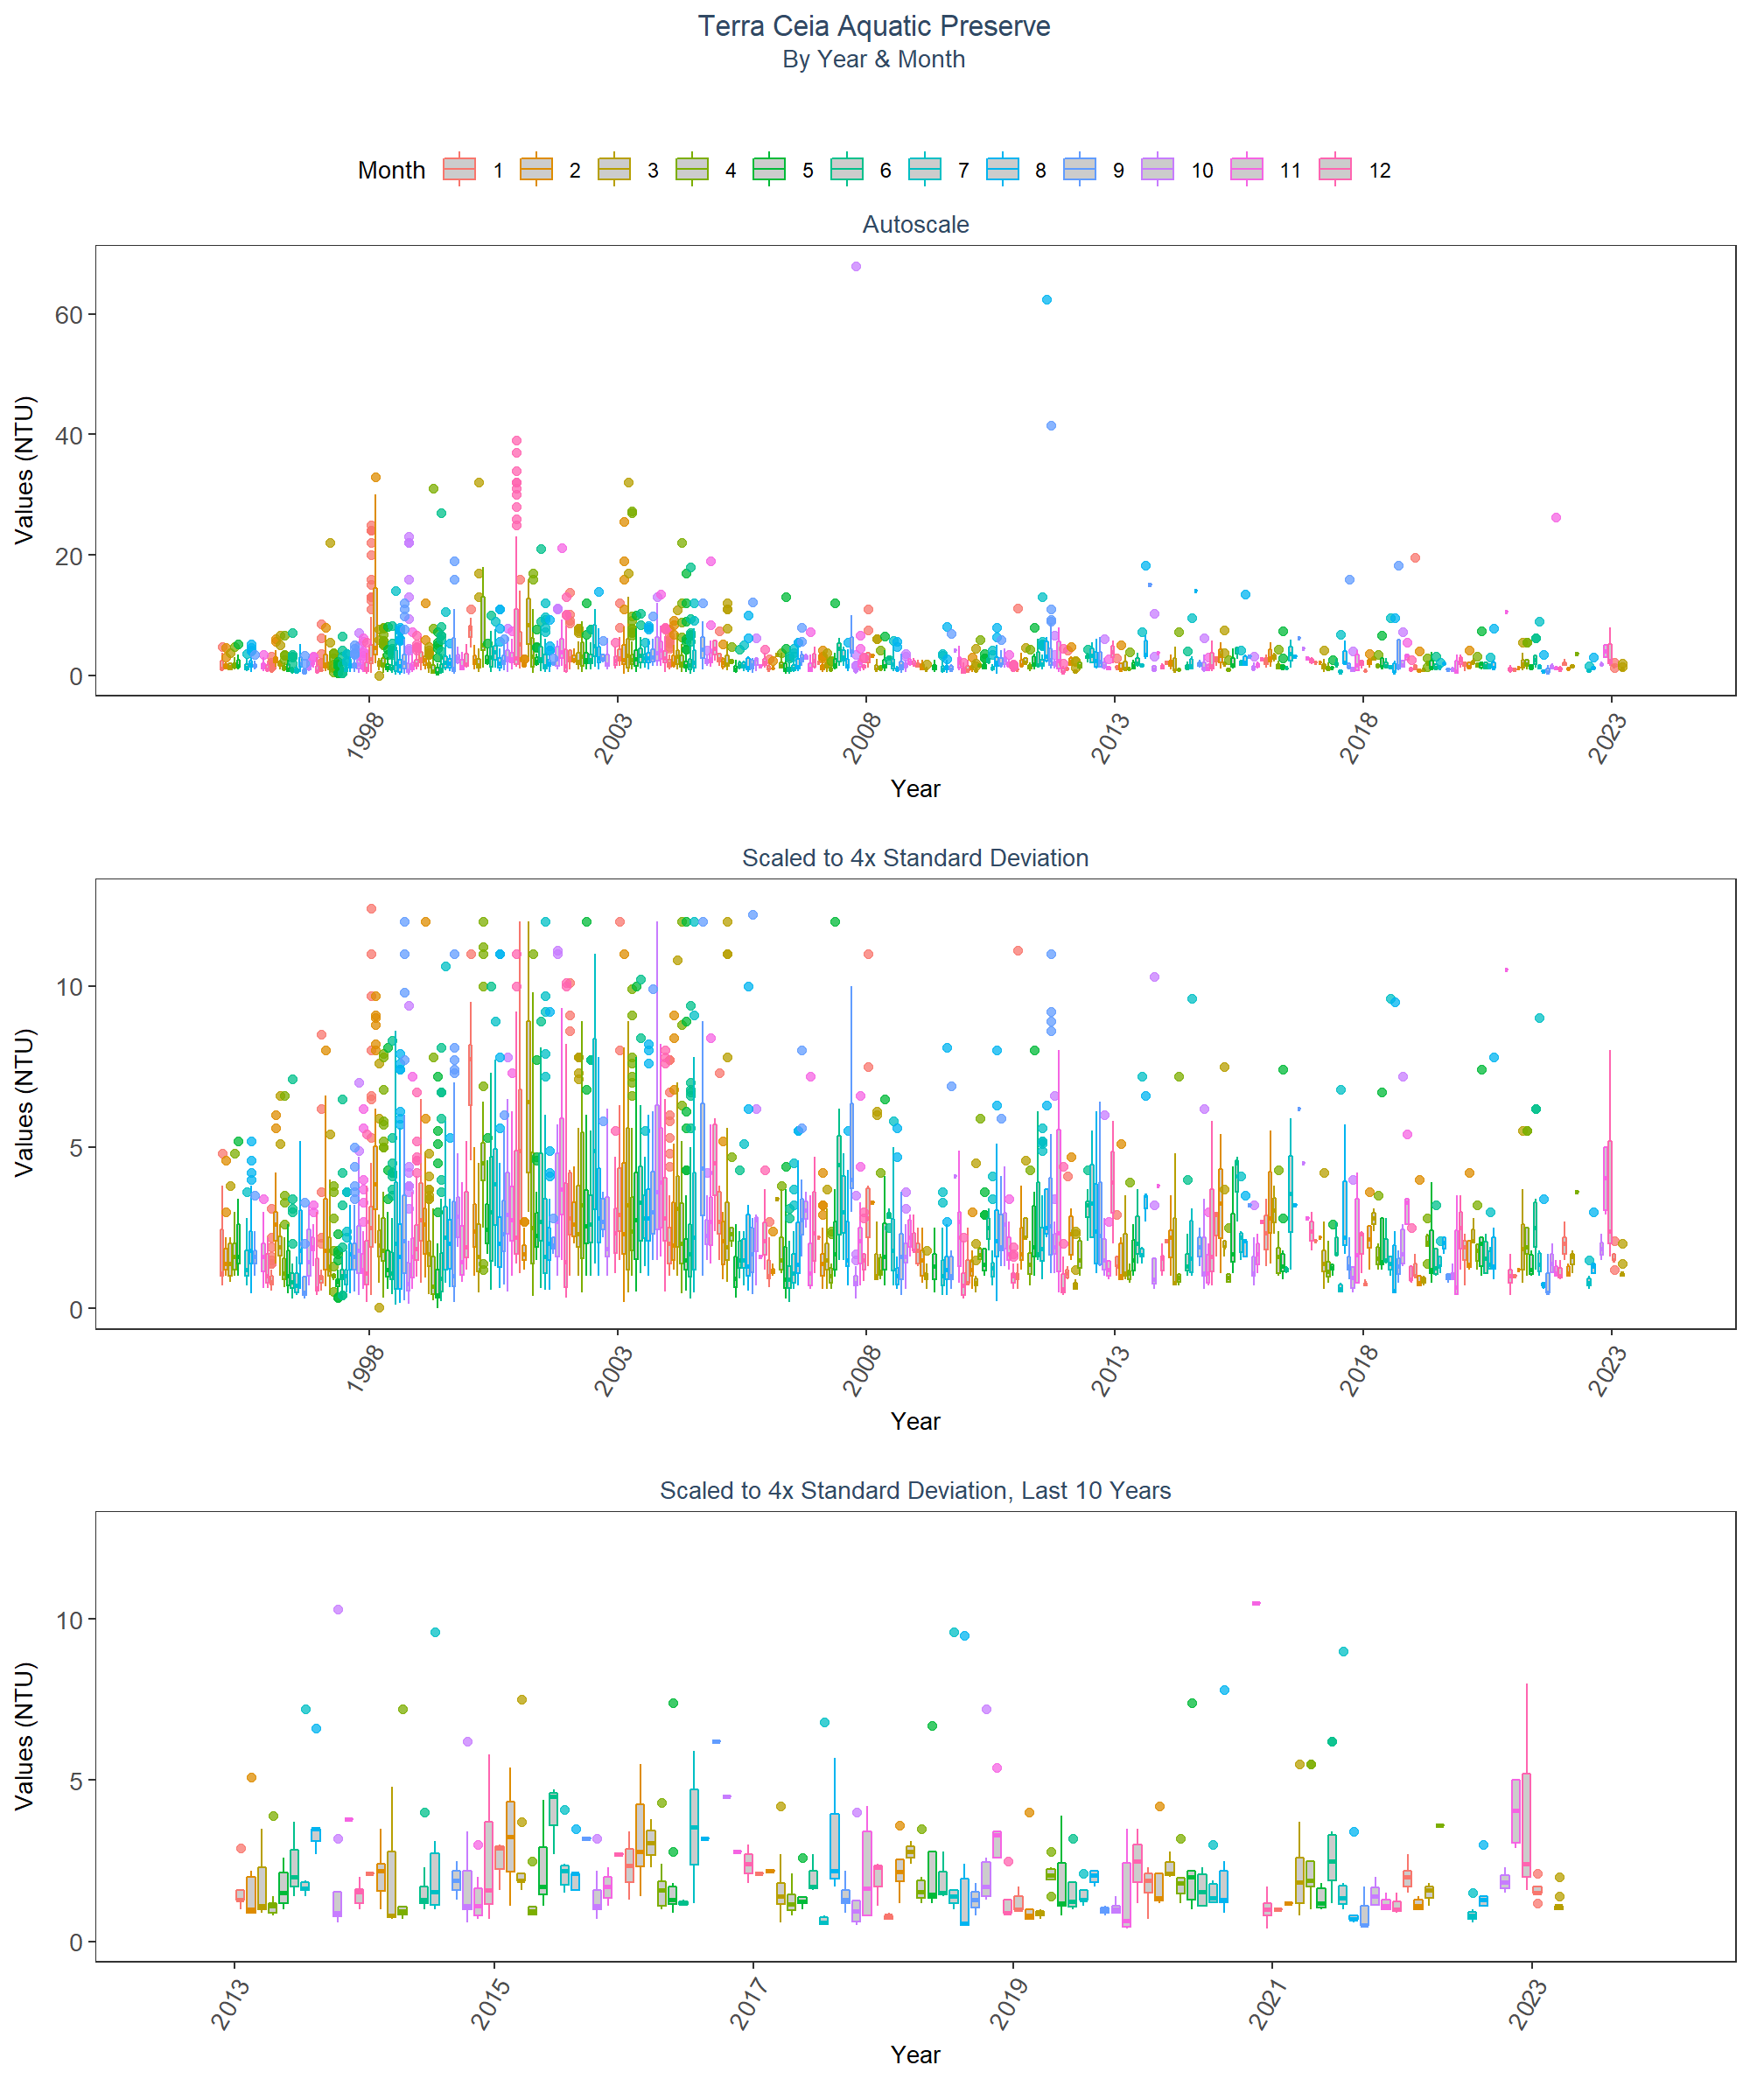 Terra Ceia Aquatic Preserve
By Year & Month
Month 1 2 3 4 5 6 7 8 9 10 11 12
Autoscale
Values (NTU)
60
40
20
0
1998 2003 2008 2013 2018 2023
Year
Scaled to 4x Standard Deviation
Values (NTU)
10
5
0
1998 2003 2008 2013 2018 2023
Year
Scaled to 4x Standard Deviation, Last 10 Years
Values (NTU)
10
5
0
2013 2015 2017 2019 2021 2023
Year